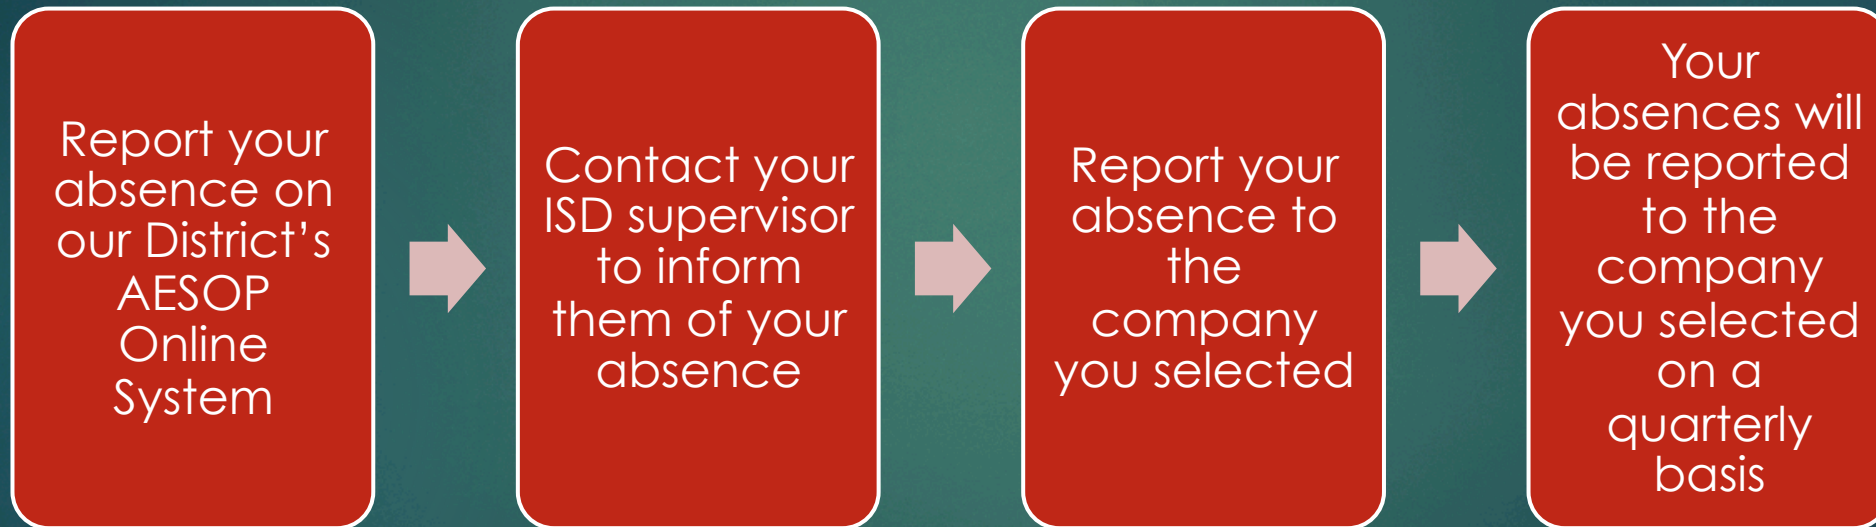 Report your
absence on
our District's
AESOP
Online
System
Contact your
ISD supervisor
to inform
them of your
absence
Report your
absence to
the
company
you selected
Your
absences will
be reported
to the
company
you selected
on a
quarterly
basis